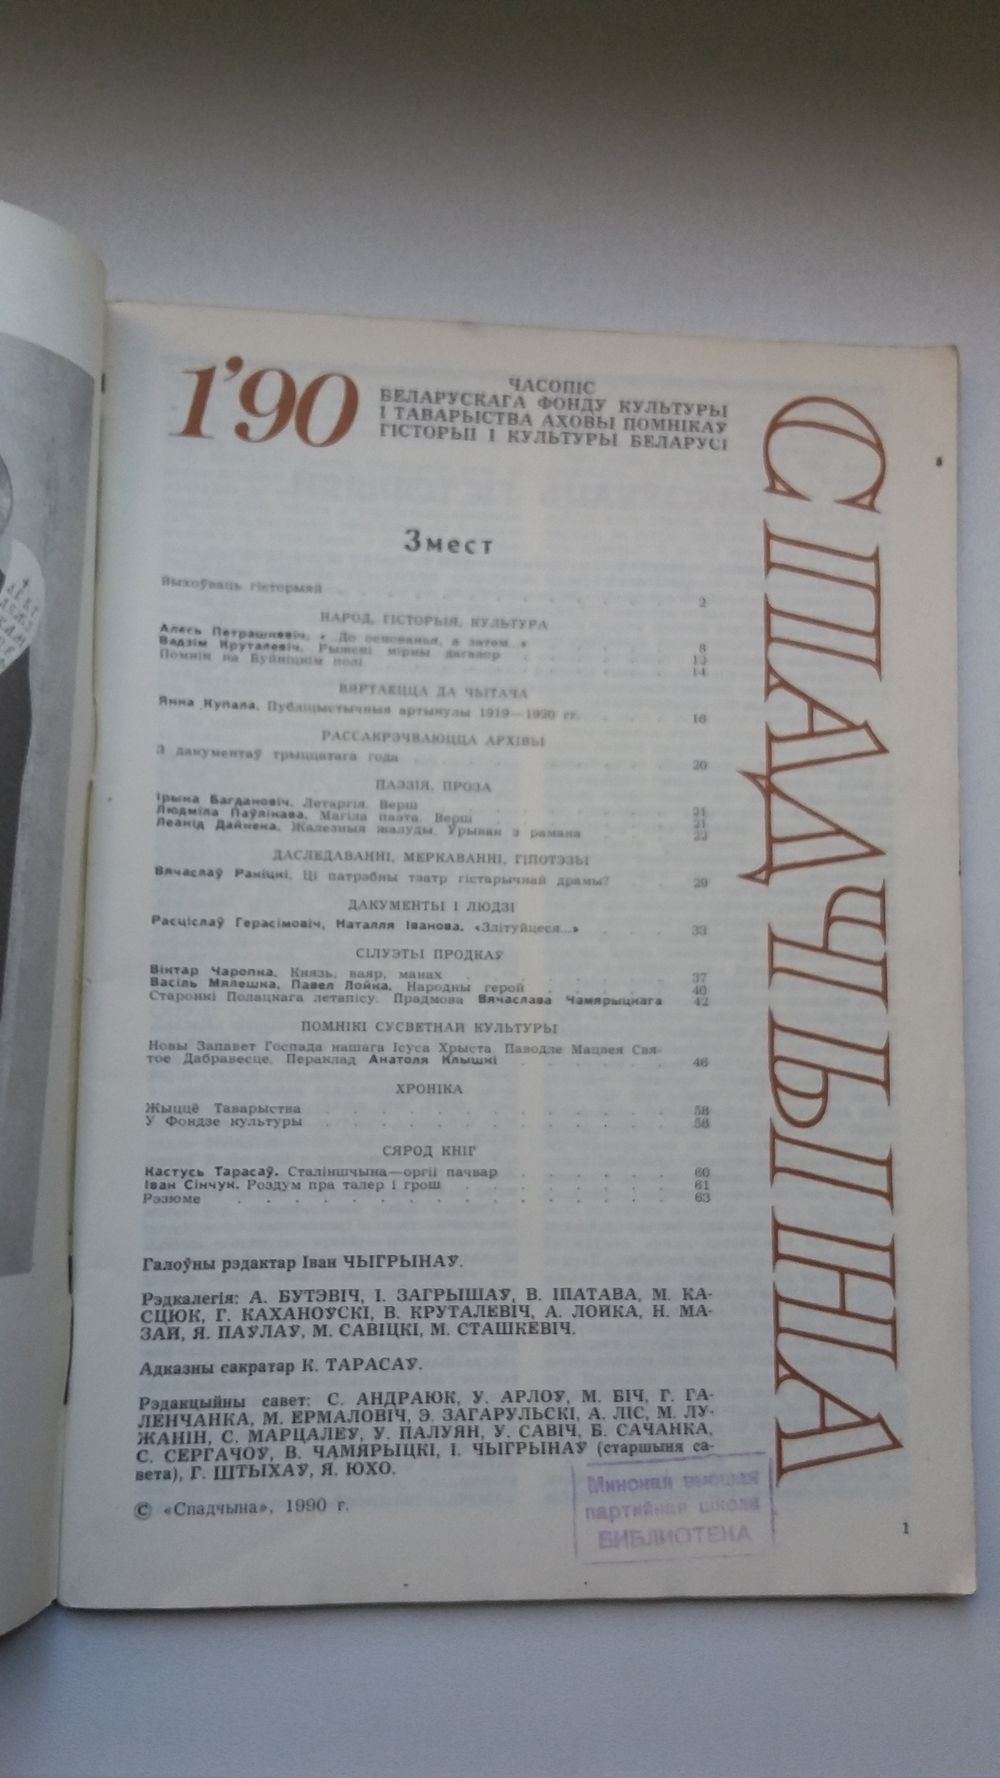 1'90
ЧАСОПІС
БЕЛАРУСКАГА ФОНДУ КУЛЬТУРЫ
І ТАВАРЫСТВА АХОВЫ ПОМНІКАЎ
ГІСТОРЫІ І КУЛЬТУРЫ БЕЛАРУСІ
СПАДЧЫНА
Змест
Выхоўваць гісторыяй 2
НАРОД, ГІСТОРЫЯ, КУЛЬТУРА
Алесь Петрашкевіч. «До основанья, а затем...» 8
Вадзім Круталевіч. Рыжскі мірны дагавор 12
Помнік на Буйніцкім полі 14
ВЯРТАЕЦЦА ДА ЧЫТАЧА
Янка Купала. Публіцыстычныя артыкулы 1919—1920 гг. 16
РАССАКРЭЧВАЮЦЦА АРХІВЫ
З дакументаў трыццатага года 20
ПАЭЗІЯ, ПРОЗА
Ірына Багдановіч. Летаргія. Верш 21
Людміла Паўлікава. Магіла паэта. Верш 21
Леанід Дайнека. Жалезныя жалуды. Урывак з рамана 22
ДАСЛЕДАВАННІ, МЕРКАВАННІ, ГІПОТЭЗЫ
Вячаслаў Ракіцкі. Ці патрэбны тэатр гістарычнай драмы? 29
ДАКУМЕНТЫ І ЛЮДЗІ
Расціслаў Герасімовіч, Наталля Іванова. «Злітуйцеся...» 33
СІЛУЭТЫ ПРОДКАЎ
Віктар Чаропка. Князь, ваяр, манах 37
Васіль Мялешка, Павел Лойка. Народны герой 40
Старонкі Полацкага летапісу. Прадмова Вячаслава Чамярыцкага 42
ПОМНІКІ СУСВЕТНАЙ КУЛЬТУРЫ
Новы Запавет Госпада нашага Ісуса Хрыста. Паводле Мацвея Свя-
тое Дабравесце. Пераклад Анатоля Клышкі 46
ХРОНІКА
Жыццё Таварыства 58
У Фондзе культуры 58
СЯРОД КНІГ
Кастусь Тарасаў. Сталіншчына—оргіі пачвар 60
Іван Сінчук. Роздум пра талер і грош 61
Рэзюме 63
Галоўны рэдактар Іван ЧЫГРЫНАЎ.
Рэдкалегія: А. БУТЭВІЧ, І. ЗАГРЫШАЎ, В. ІПАТАВА, М. КА-
СЦЮК, Г. КАХАНОЎСКІ, В. КРУТАЛЕВІЧ, А. ЛОЙКА, Н. МА-
ЗАЙ, Я. ПАЎЛАЎ, М. САВІЦКІ, М. СТАШКЕВІЧ.
Адказны сакратар К. ТАРАСАЎ.
Рэдакцыйны савет: С. АНДРАЮК, У. АРЛОЎ, М. БІЧ, Г. ГА-
ЛЕНЧАНКА, М. ЕРМАЛОВІЧ, Э. ЗАГАРУЛЬСКІ, А. ЛІС, М. ЛУ-
ЖАНІН, С. МАРЦАЛЕЎ, У. ПАЛУЯН, У. САВІЧ, Б. САЧАНКА,
С. СЕРГАЧОЎ, В. ЧАМЯРЫЦКІ, І. ЧЫГРЫНАЎ (старшыня са-
вета), Г. ШТЫХАЎ, Я. ЮХО.
© «Спадчына», 1990 г.
Минская высшая
партийная школа
БИБЛИОТЕКА
1